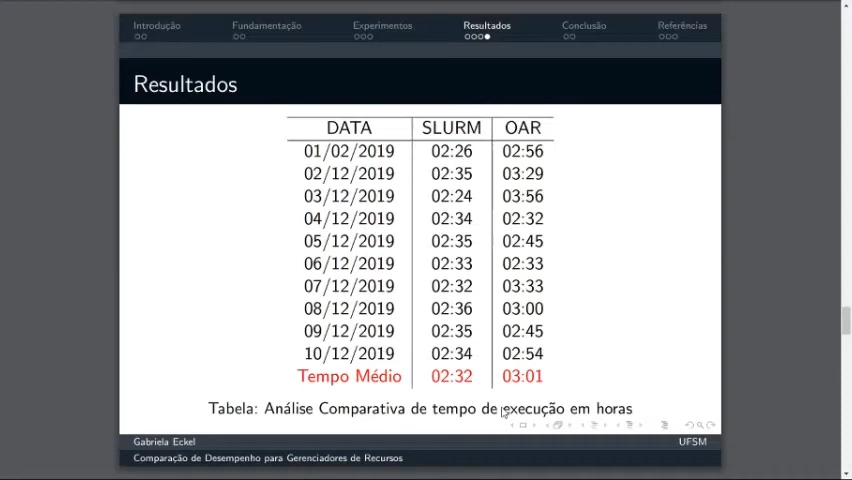 Introdução Fundamentação Experimentos Resultados Conclusão Referências
Resultados
DATA SLURM OAR
01/02/2019 02:26 02:56
02/12/2019 02:35 03:29
03/12/2019 02:24 03:56
04/12/2019 02:34 02:32
05/12/2019 02:35 02:45
06/12/2019 02:33 02:33
07/12/2019 02:32 03:33
08/12/2019 02:36 03:00
09/12/2019 02:35 02:45
10/12/2019 02:34 02:54
Tempo Médio 02:32 03:01
Tabela: Análise Comparativa de tempo de execução em horas
Gabriela Eckel UFSM
Comparação de Desempenho para Gerenciadores de Recursos